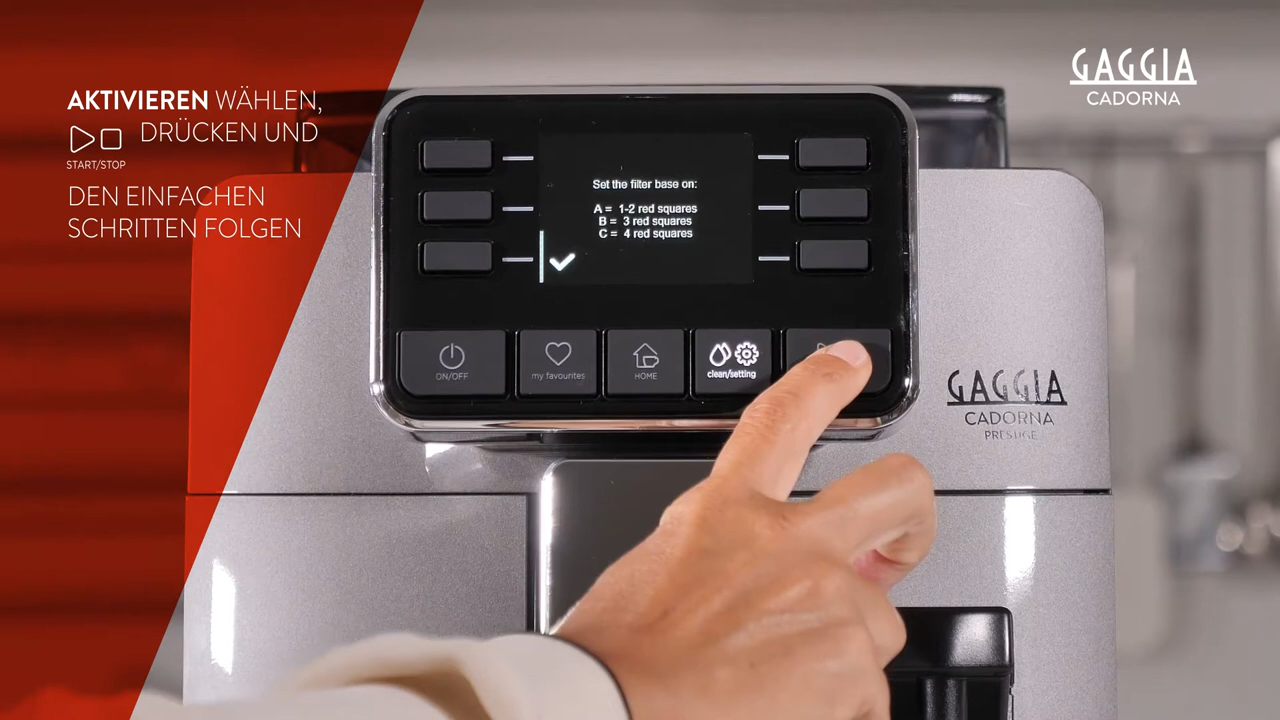 AKTIVIEREN WÄHLEN,
DRÜCKEN UND
START/STOP
DEN EINFACHEN
SCHRITTEN FOLGEN
GAGGIA
CADORNA
Set the filter base on:
A = 1-2 red squares
B = 3 red squares
C = 4 red squares
ON/OFF
my favourites
HOME
clean/setting
GAGGIA
CADORNA
PRESTIGE